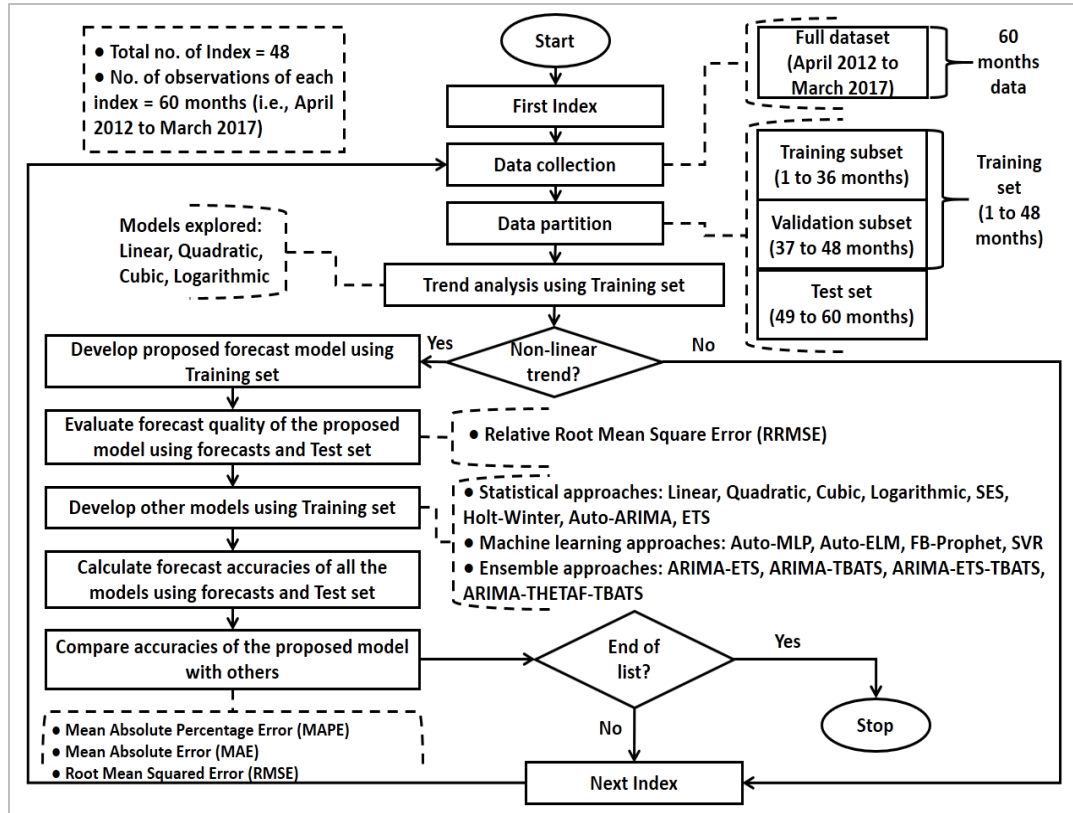 ● Total no. of Index = 48
● No. of observations of each
index = 60 months (i.e., April
2012 to March 2017)
Start
Full dataset
(April 2012 to
March 2017)
60
months
data
First Index
Data collection
Training subset
(1 to 36 months)
Training
set
(1 to 48
months)
Data partition
Validation subset
(37 to 48 months)
Models explored:
Linear, Quadratic,
Cubic, Logarithmic
Trend analysis using Training set
Test set
(49 to 60 months)
Non-linear
trend?
Yes
No
Develop proposed forecast model using
Training set
Evaluate forecast quality of the proposed
model using forecasts and Test set
● Relative Root Mean Square Error (RRMSE)
Develop other models using Training set
● Statistical approaches: Linear, Quadratic, Cubic, Logarithmic, SES,
Holt-Winter, Auto-ARIMA, ETS
● Machine learning approaches: Auto-MLP, Auto-ELM, FB-Prophet, SVR
● Ensemble approaches: ARIMA-ETS, ARIMA-TBATS, ARIMA-ETS-TBATS,
ARIMA-THETAF-TBATS
Calculate forecast accuracies of all the
models using forecasts and Test set
Compare accuracies of the proposed model
with others
End of
list?
Yes
Stop
No
● Mean Absolute Percentage Error (MAPE)
● Mean Absolute Error (MAE)
● Root Mean Squared Error (RMSE)
Next Index